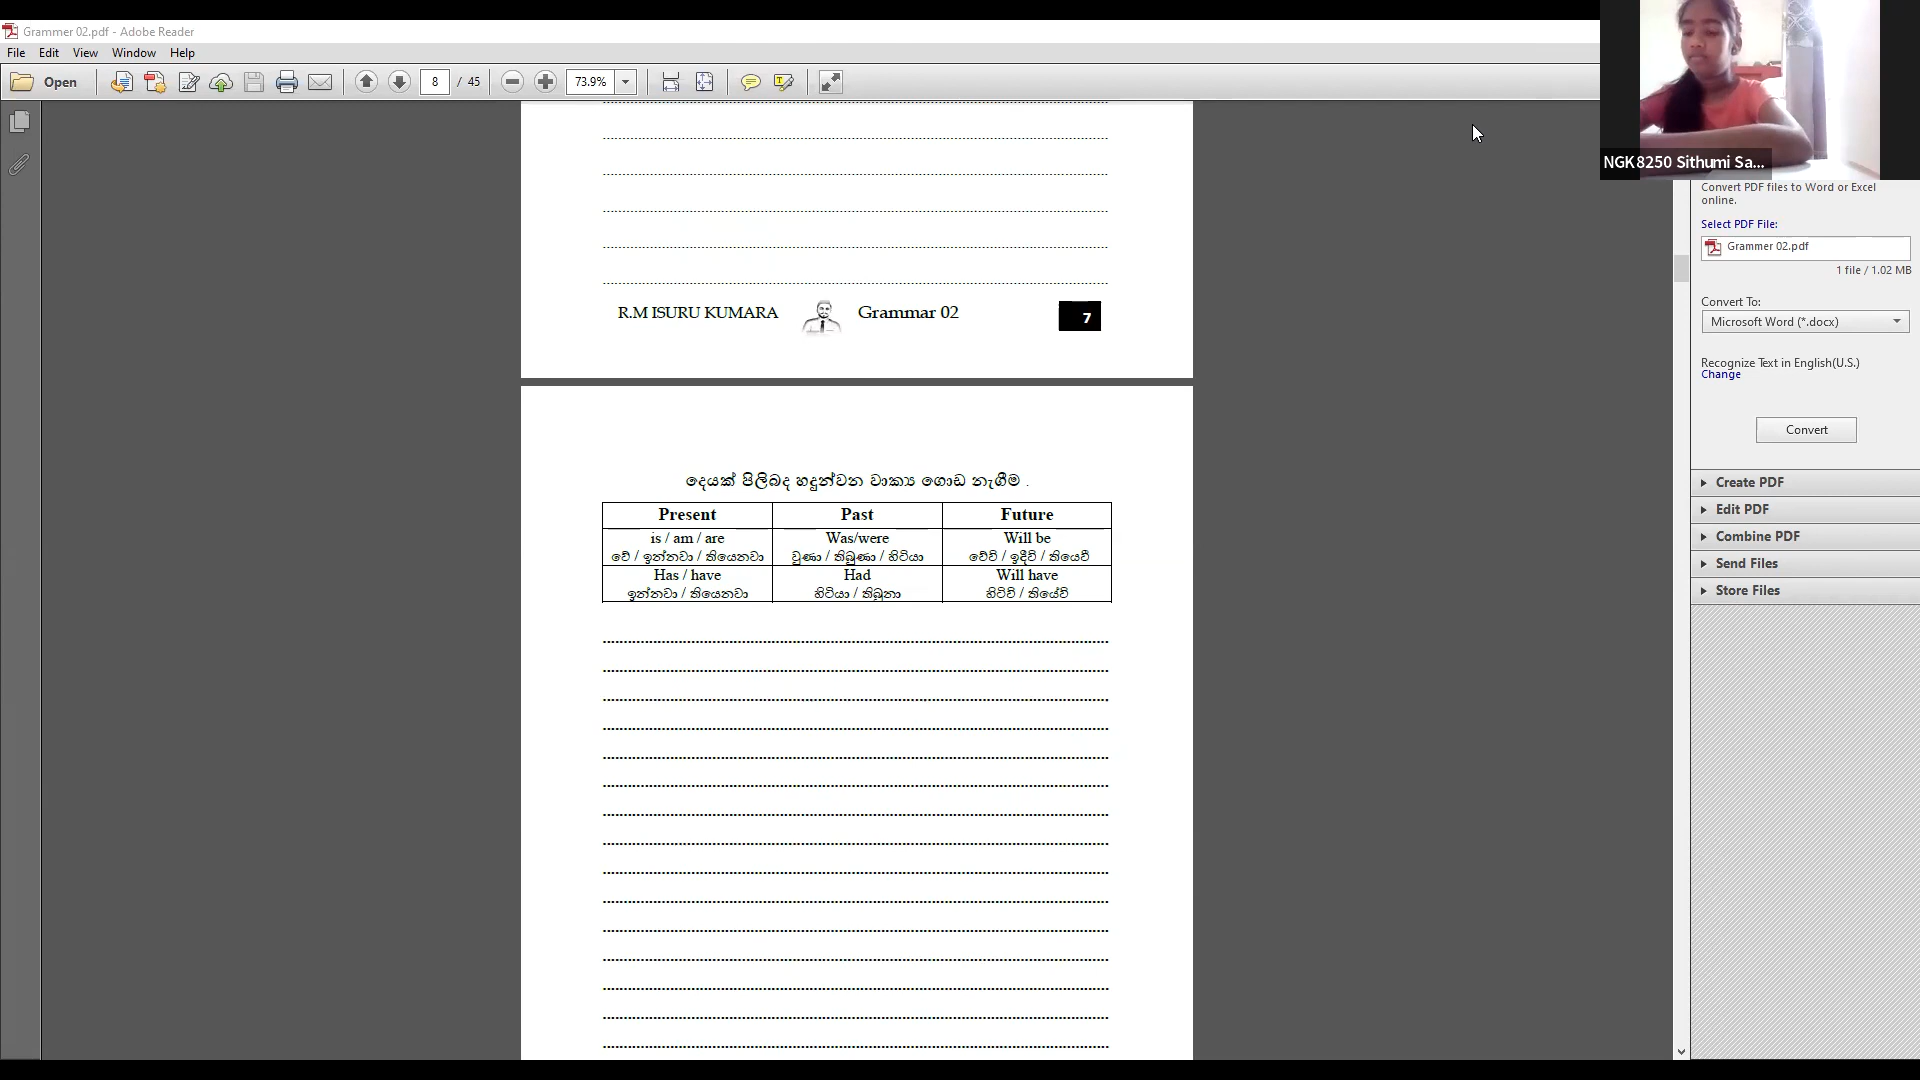 Grammer 02.pdf - Adobe Reader
File Edit View Window Help
Open 8 / 45 73.9%
NGK8250 Sithumi Sa...
R.M ISURU KUMARA Grammar 02 7
දෙයක් පිලිබද හදුන්වන වාක්‍ය ගොඩ නැගීම .
Present Past Future
is / am / are Was/were Will be
වේ / ඉන්නවා / තියෙනවා වුණා / තිබුණා / හිටියා වේවි / ඉදීවි / තියෙවී
Has / have Had Will have
ඉන්නවා / තියෙනවා හිටියා / තිබුනා හිටිවි / තියේවි
Convert PDF files to Word or Excel
online.
Select PDF File:
Grammer 02.pdf
1 file / 1.02 MB
Convert To:
Microsoft Word (*.docx)
Recognize Text in English(U.S.)
Change
Convert
Create PDF
Edit PDF
Combine PDF
Send Files
Store Files